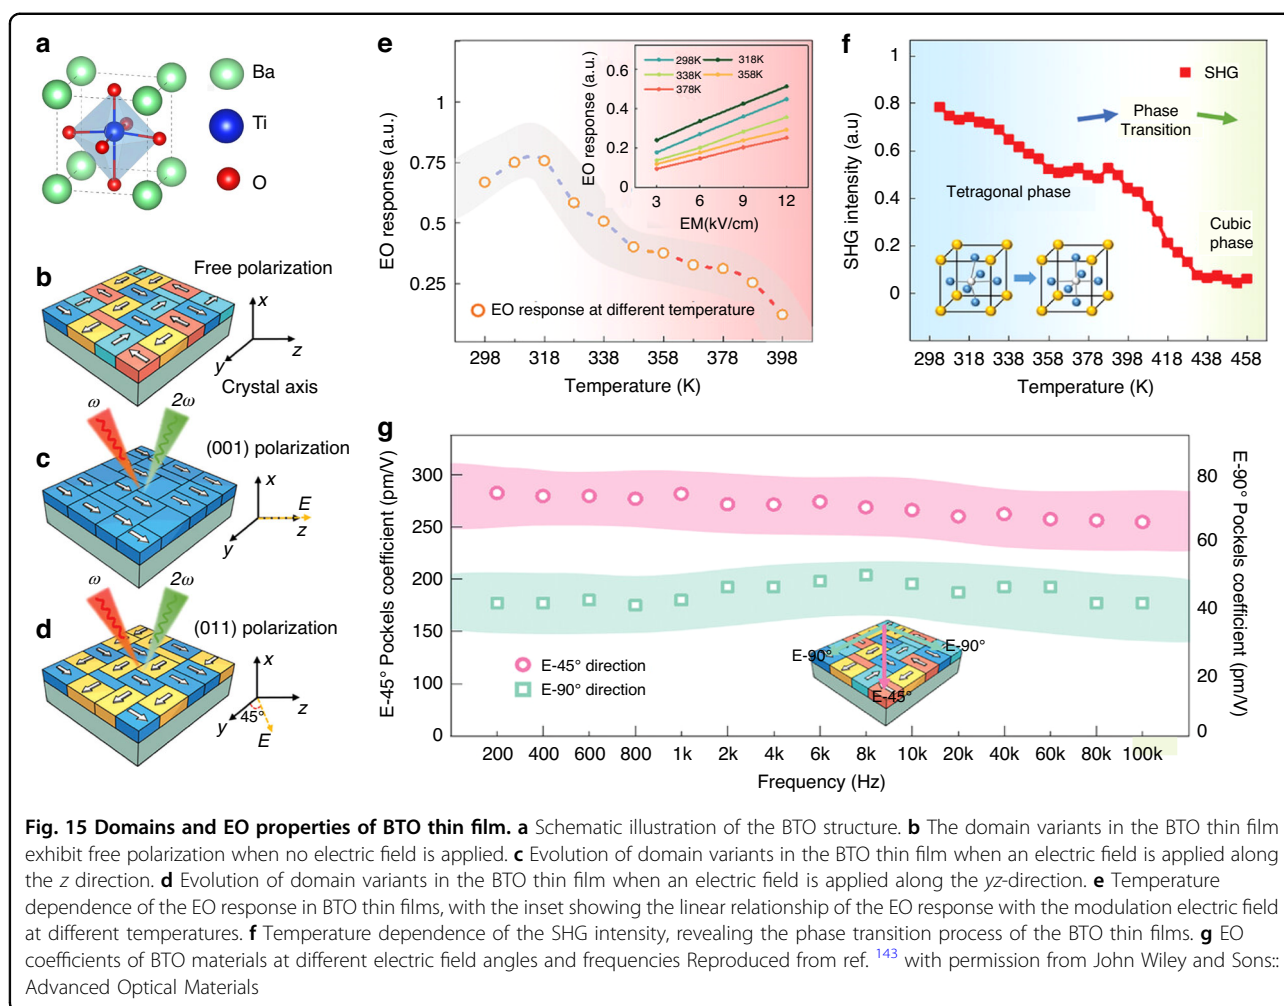 a
Ba
Ti
O
b
Free polarization
x
z
y
Crystal axis
ω
2ω
c
(001) polarization
x
E
z
y
ω
2ω
d
(011) polarization
x
z
y
45°
E
e
EO response (a.u.)
1
0.75
0.5
0.25
298
318
338
358
378
398
Temperature (K)
EO response at different temperature
EO response (a.u.)
0.6
0.4
0.2
0
298K
318K
338K
358K
378K
3
6
9
12
EM(kV/cm)
f
SHG intensity (a.u)
1
0.8
0.6
0.4
0.2
0
SHG
Phase
Transition
Tetragonal phase
Cubic
phase
298 318 338 358 378 398 418 438 458
Temperature (K)
g
E-45° Pockels coefficient (pm/V)
300
250
200
150
100
0
E-45° direction
E-90° direction
E-90°
E-90°
E-45°
E-90° Pockels coefficient (pm/V)
80
60
40
20
0
200 400 600 800 1k 2k 4k 6k 8k 10k 20k 40k 60k 80k 100k
Frequency (Hz)
Fig. 15 Domains and EO properties of BTO thin film. a Schematic illustration of the BTO structure. b The domain variants in the BTO thin film
exhibit free polarization when no electric field is applied. c Evolution of domain variants in the BTO thin film when an electric field is applied along
the z direction. d Evolution of domain variants in the BTO thin film when an electric field is applied along the yz-direction. e Temperature
dependence of the EO response in BTO thin films, with the inset showing the linear relationship of the EO response with the modulation electric field
at different temperatures. f Temperature dependence of the SHG intensity, revealing the phase transition process of the BTO thin films. g EO
coefficients of BTO materials at different electric field angles and frequencies Reproduced from ref. 143 with permission from John Wiley and Sons::
Advanced Optical Materials